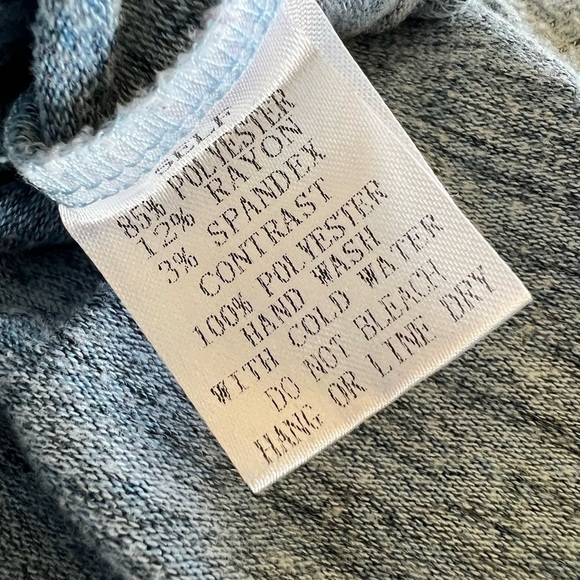 SELF
85% POLYESTER
12% RAYON
3% SPANDEX
CONTRAST
100% POLYESTER
HAND WASH
WITH COLD WATER
DO NOT BLEACH
HANG OR LINE DRY